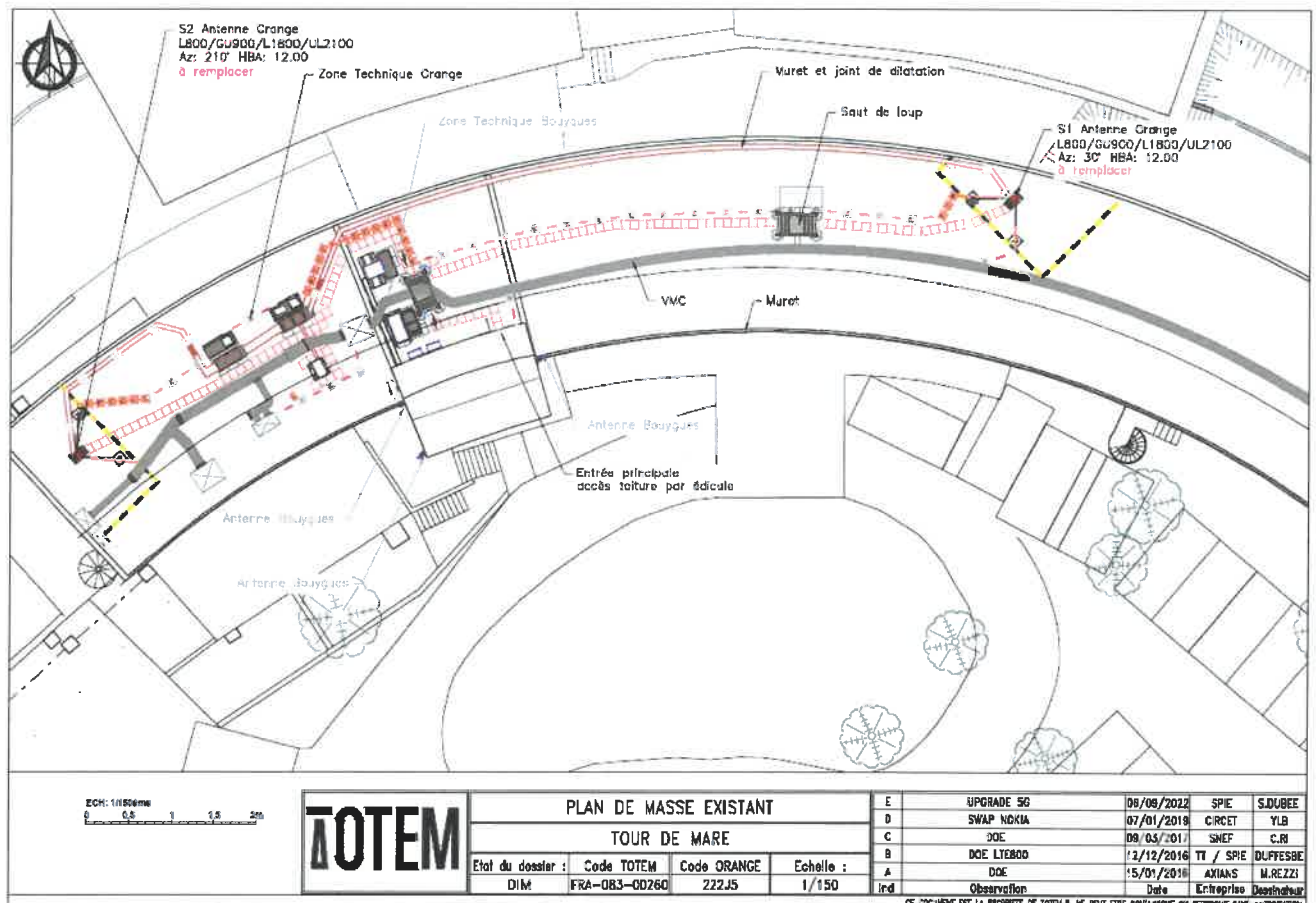 S2 Antenne Orange
L800/GU900/L1800/UL2100
Az: 210° HBA: 12.00
à remplacer
Zone Technique Orange
Zone Technique Bouygues
Muret et joint de dilatation
Saut de loup
S1 Antenne Orange
L800/GU900/L1800/UL2100
Az: 30° HBA: 12.00
à remplacer
VMC
Muret
Antenne Bouygues
Entrée principale
accès toiture par édicule
Antenne Bouygues
Antenne Bouygues
ECH: 1/150ème
0 0,5 1 1,5 2m
TOTEM
PLAN DE MASSE EXISTANT
TOUR DE MARE
Etat du dossier : Code TOTEM Code ORANGE Echelle :
DIM FRA-083-00260 222J5 1/150
E UPGRADE 5G 08/09/2022 SPIE S.DUBEE
D SWAP NOKIA 07/01/2019 CIRCET YLB
C DOE 09/03/2017 SNEF C.RI
B DOE LTE800 12/12/2016 TT / SPIE DUFFESBE
A DOE 15/01/2016 AXIANS M.REZZI
Ind Observation Date Entreprise Dessinateur